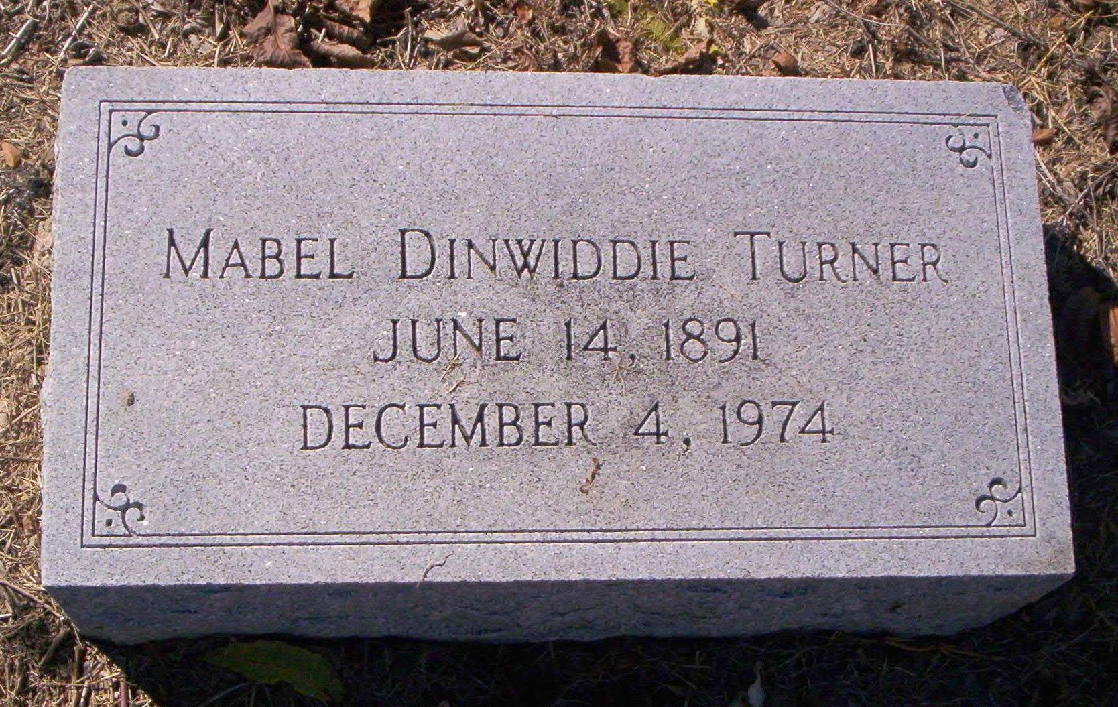 Mabel Dinwiddie Turner
June 14, 1891
December 4, 1974